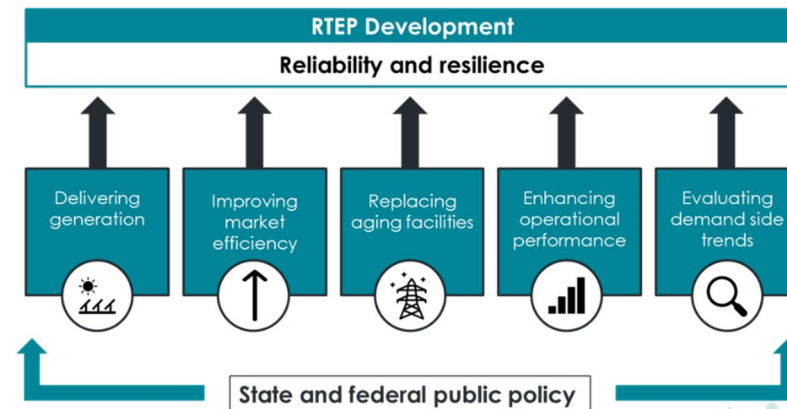 RTEP Development
Reliability and resilience
Delivering
generation
Improving
market
efficiency
Replacing
aging facilities
Enhancing
operational
performance
Evaluating
demand side
trends
State and federal public policy